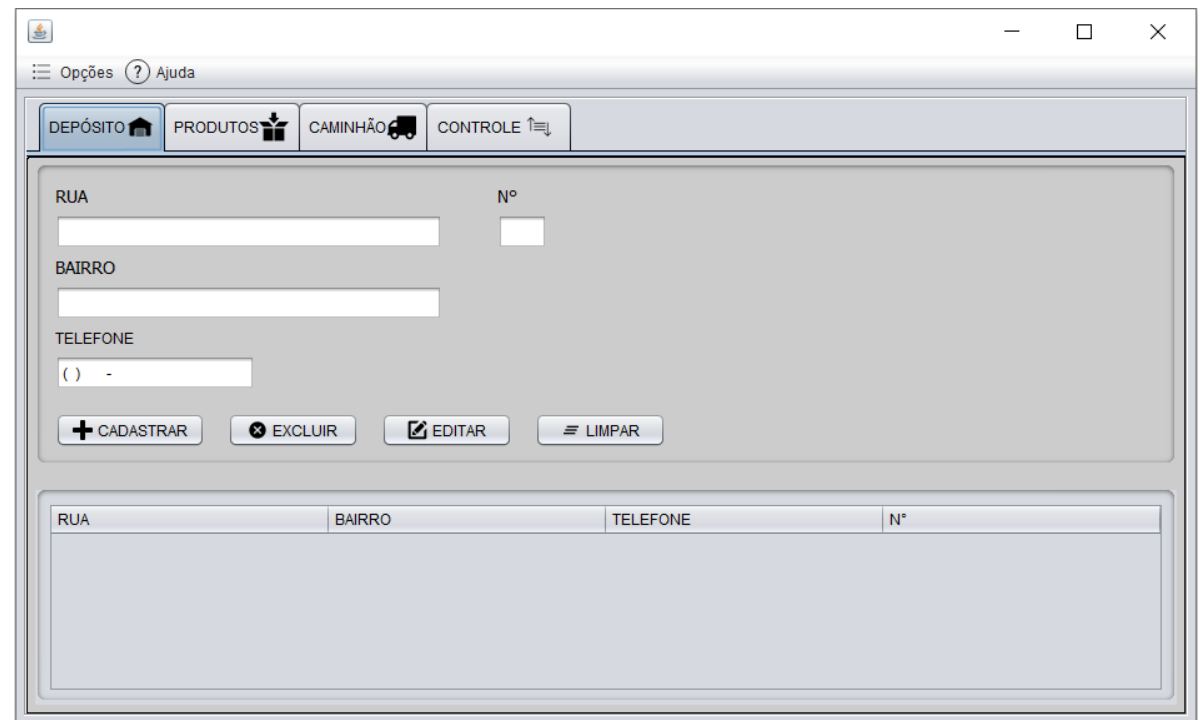 Opções ? Ajuda
DEPÓSITO PRODUTOS CAMINHÃO CONTROLE
RUA Nº
BAIRRO
TELEFONE
( ) -
CADASTRAR EXCLUIR EDITAR LIMPAR
RUA BAIRRO TELEFONE N°